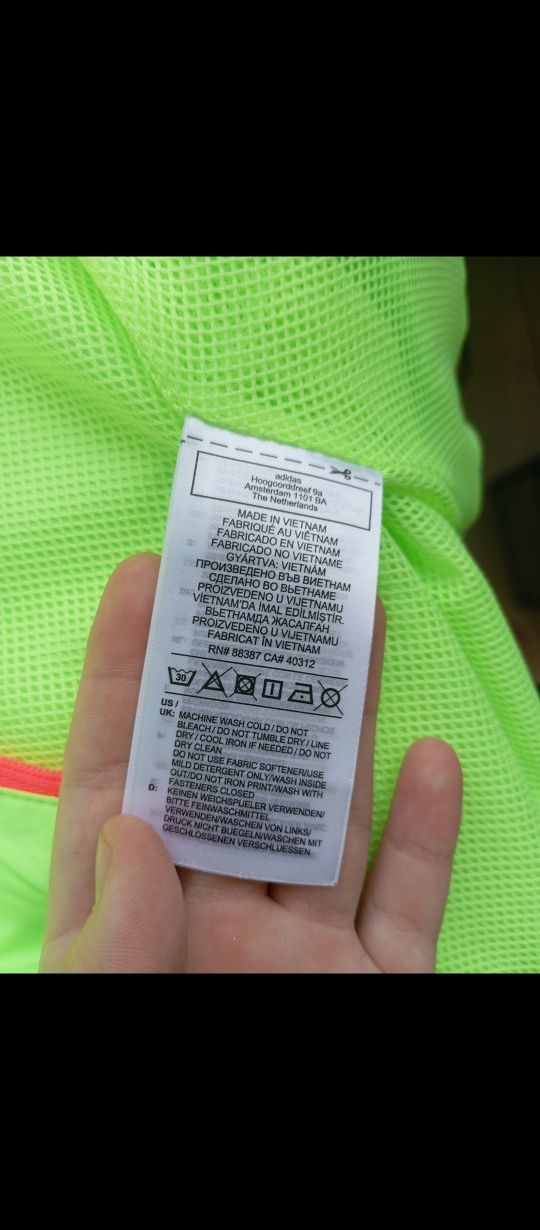 adidas
Hoogoorddreef 9a
Amsterdam 1101 BA
The Netherlands
MADE IN VIETNAM
FABRIQUÉ AU VIÊTNAM
FABRICADO EN VIETNAM
FABRICADO NO VIETNAME
GYÁRTVA: VIETNÁM
ПРОИЗВЕДЕНО ВЪВ ВИЕТНАМ
СДЕЛАНО ВО ВЬЕТНАМЕ
PROIZVEDENO U VIJETNAMU
VİETNAM'DA İMAL EDİLMİŞTİR.
ВЬЕТНАМДА ЖАСАЛҒАН
PROIZVEDENO U VIJETNAMU
FABRICAT ÎN VIETNAM
RN# 88387 CA# 40312
30
US /
UK: MACHINE WASH COLD / DO NOT
BLEACH / DO NOT TUMBLE DRY / LINE
DRY / COOL IRON IF NEEDED / DO NOT
DRY CLEAN
DO NOT USE FABRIC SOFTENER/USE
MILD DETERGENT ONLY/WASH INSIDE
OUT/DO NOT IRON PRINT/WASH WITH
FASTENERS CLOSED
D: KEINEN WEICHSPUELER VERWENDEN/
BITTE FEINWASCHMITTEL
VERWENDEN/WASCHEN VON LINKS/
DRUCK NICHT BUEGELN/WASCHEN MIT
GESCHLOSSENEN VERSCHLUESSEN